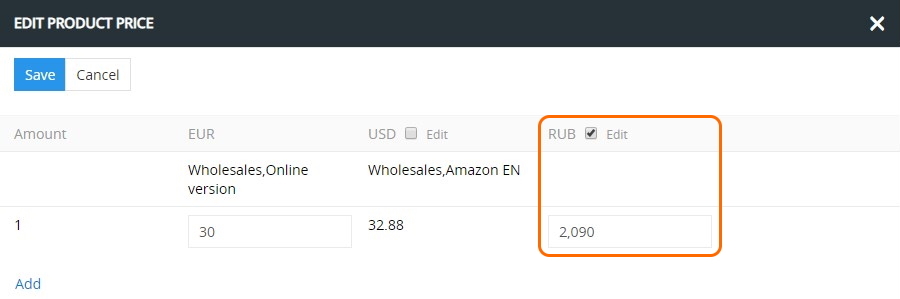 EDIT PRODUCT PRICE
Save Cancel
Amount EUR USD Edit RUB Edit
Wholesales,Online Wholesales,Amazon EN
version
1 30 32.88 2,090
Add